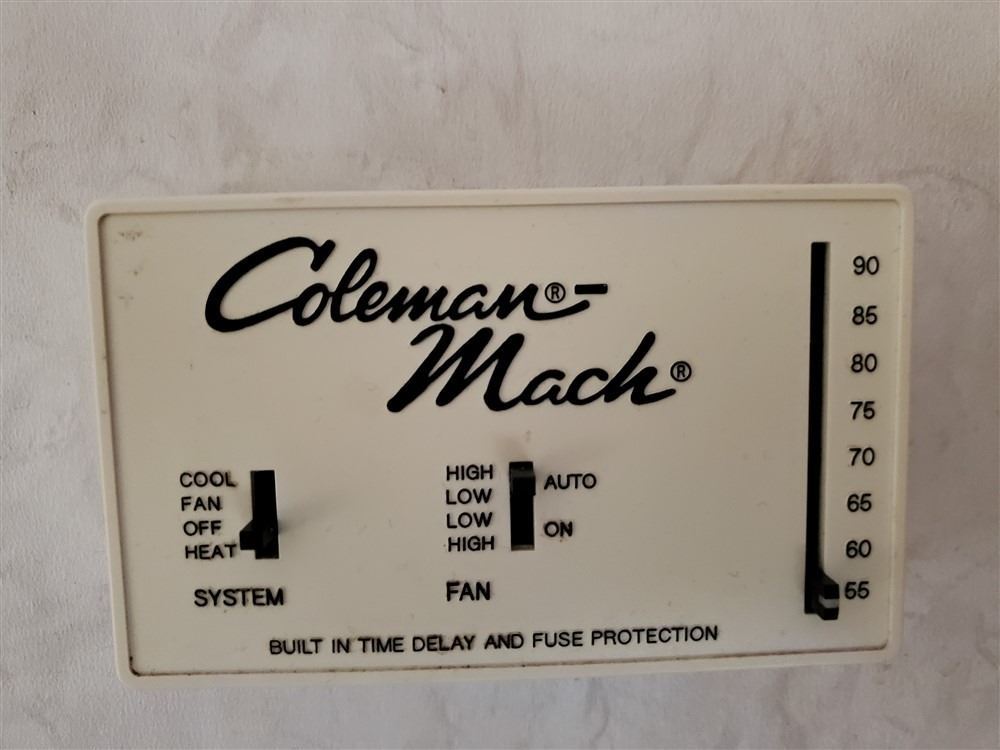 Coleman®-
Mach®
90
85
80
75
70
65
60
55
COOL
FAN
OFF
HEAT
SYSTEM
HIGH
LOW
LOW
HIGH
AUTO
ON
FAN
BUILT IN TIME DELAY AND FUSE PROTECTION